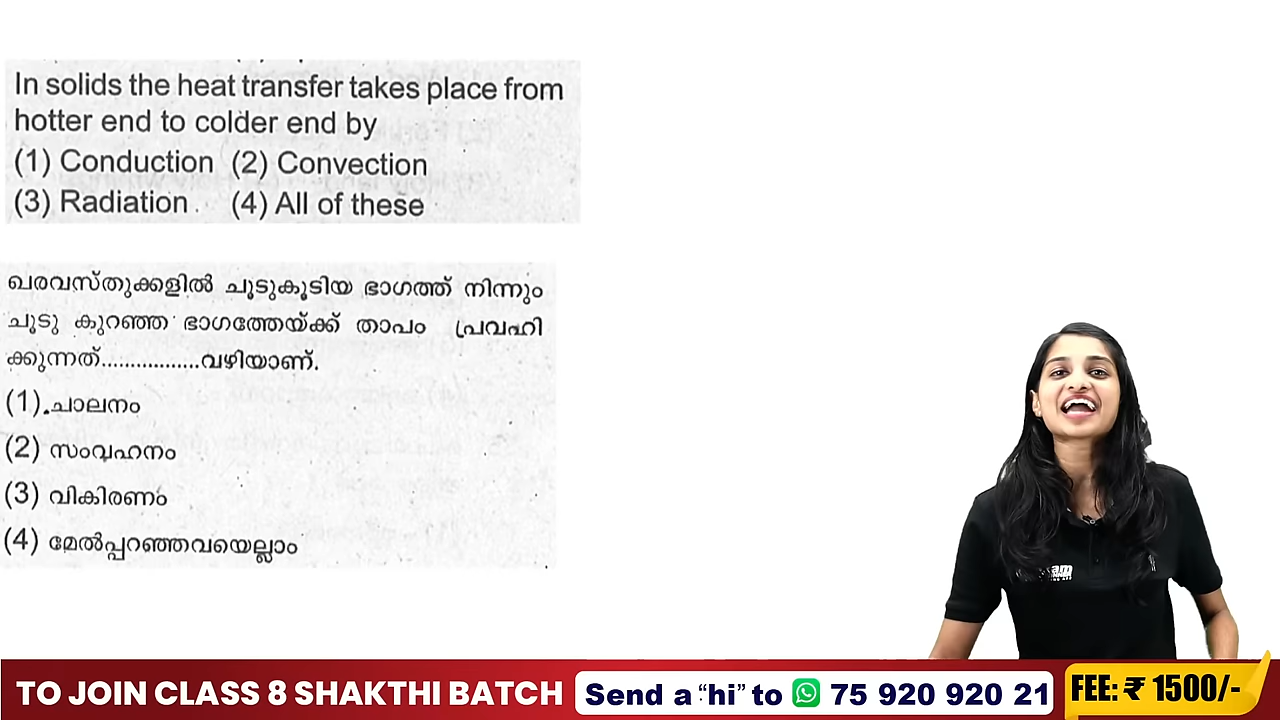 In solids the heat transfer takes place from
hotter end to colder end by
(1) Conduction (2) Convection
(3) Radiation (4) All of these
ഖരവസ്തുക്കളിൽ ചൂടുകൂടിയ ഭാഗത്ത് നിന്നും
ചൂടു കുറഞ്ഞ ഭാഗത്തേയ്ക്ക് താപം പ്രവഹി
ക്കുന്നത്.................വഴിയാണ്.
(1) ചാലനം
(2) സംവഹനം
(3) വികിരണം
(4) മേൽപ്പറഞ്ഞവയെല്ലാം
TO JOIN CLASS 8 SHAKTHI BATCH Send a “hi” to 75 920 920 21 FEE: ₹ 1500/-